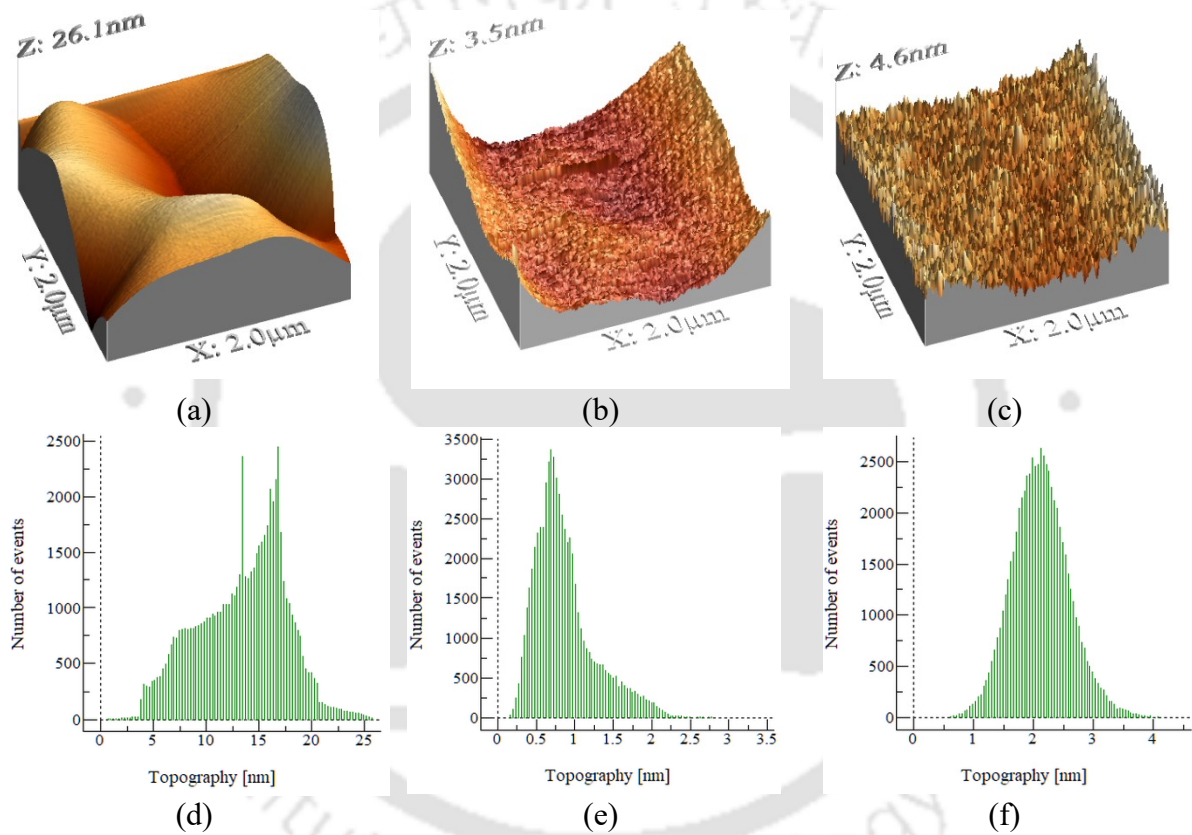 Z: 26.1nm
Y: 2.0µm
X: 2.0µm
(a)
Z: 3.5nm
Y: 2.0µm
X: 2.0µm
(b)
Z: 4.6nm
Y: 2.0µm
X: 2.0µm
(c)
Number of events
2500
2000
1500
1000
500
0
0 5 10 15 20 25
Topography [nm]
(d)
Number of events
3500
3000
2500
2000
1500
1000
500
0
0 0.5 1 1.5 2 2.5 3 3.5
Topography [nm]
(e)
Number of events
2500
2000
1500
1000
500
0
0 1 2 3 4
Topography [nm]
(f)